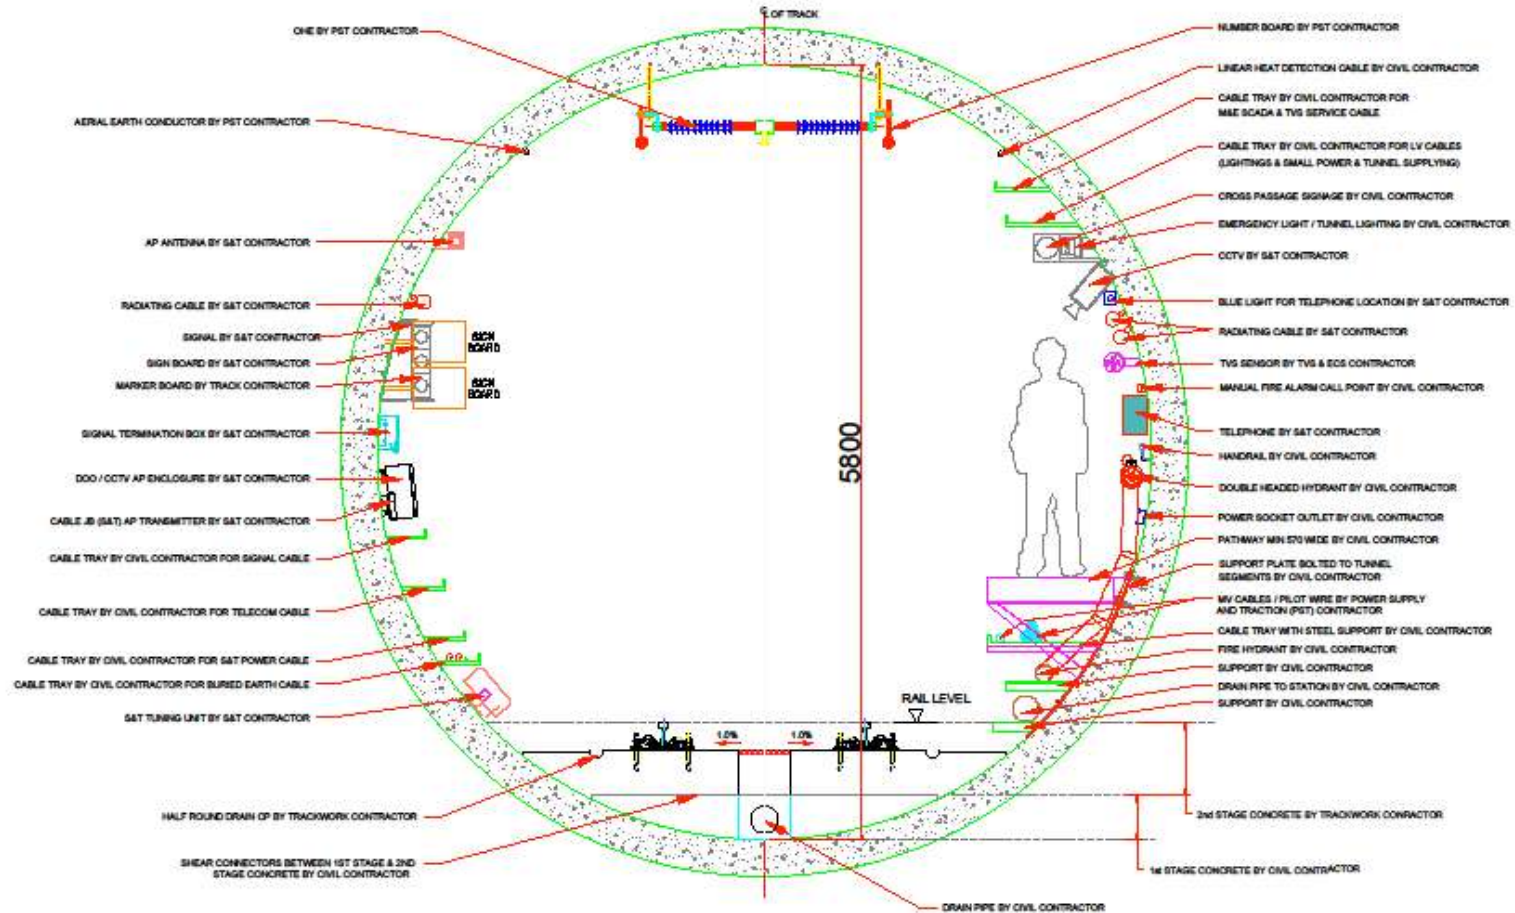 ℄ OF TRACK
OHE BY PST CONTRACTOR
AERIAL EARTH CONDUCTOR BY PST CONTRACTOR
AP ANTENNA BY S&T CONTRACTOR
RADIATING CABLE BY S&T CONTRACTOR
SIGNAL BY S&T CONTRACTOR
SIGN BOARD BY S&T CONTRACTOR
MARKER BOARD BY TRACK CONTRACTOR
SIGN
BOARD
SIGN
BOARD
SIGNAL TERMINATION BOX BY S&T CONTRACTOR
DOO / CCTV AP ENCLOSURE BY S&T CONTRACTOR
CABLE JB (S&T) AP TRANSMITTER BY S&T CONTRACTOR
CABLE TRAY BY CIVIL CONTRACTOR FOR SIGNAL CABLE
CABLE TRAY BY CIVIL CONTRACTOR FOR TELECOM CABLE
CABLE TRAY BY CIVIL CONTRACTOR FOR S&T POWER CABLE
CABLE TRAY BY CIVIL CONTRACTOR FOR BURIED EARTH CABLE
S&T TUNING UNIT BY S&T CONTRACTOR
HALF ROUND DRAIN OP BY TRACKWORK CONTRACTOR
SHEAR CONNECTORS BETWEEN 1ST STAGE & 2ND
STAGE CONCRETE BY CIVIL CONTRACTOR
5800
RAIL LEVEL
1.0%
1.0%
NUMBER BOARD BY PST CONTRACTOR
LINEAR HEAT DETECTION CABLE BY CIVIL CONTRACTOR
CABLE TRAY BY CIVIL CONTRACTOR FOR
M&E SCADA & TVS SERVICE CABLE
CABLE TRAY BY CIVIL CONTRACTOR FOR LV CABLES
(LIGHTINGS & SMALL POWER & TUNNEL SUPPLYING)
CROSS PASSAGE SIGNAGE BY CIVIL CONTRACTOR
EMERGENCY LIGHT / TUNNEL LIGHTING BY CIVIL CONTRACTOR
CCTV BY S&T CONTRACTOR
BLUE LIGHT FOR TELEPHONE LOCATION BY S&T CONTRACTOR
RADIATING CABLE BY S&T CONTRACTOR
TVS SENSOR BY TVS & ECS CONTRACTOR
MANUAL FIRE ALARM CALL POINT BY CIVIL CONTRACTOR
TELEPHONE BY S&T CONTRACTOR
HANDRAIL BY CIVIL CONTRACTOR
DOUBLE HEADED HYDRANT BY CIVIL CONTRACTOR
POWER SOCKET OUTLET BY CIVIL CONTRACTOR
PATHWAY MIN 570 WIDE BY CIVIL CONTRACTOR
SUPPORT PLATE BOLTED TO TUNNEL
SEGMENTS BY CIVIL CONTRACTOR
MV CABLES / PILOT WIRE BY POWER SUPPLY
AND TRACTION (PST) CONTRACTOR
CABLE TRAY WITH STEEL SUPPORT BY CIVIL CONTRACTOR
FIRE HYDRANT BY CIVIL CONTRACTOR
SUPPORT BY CIVIL CONTRACTOR
DRAIN PIPE TO STATION BY CIVIL CONTRACTOR
SUPPORT BY CIVIL CONTRACTOR
2nd STAGE CONCRETE BY TRACKWORK CONRACTOR
1st STAGE CONCRETE BY CIVIL CONTRACTOR
DRAIN PIPE BY CIVIL CONTRACTOR